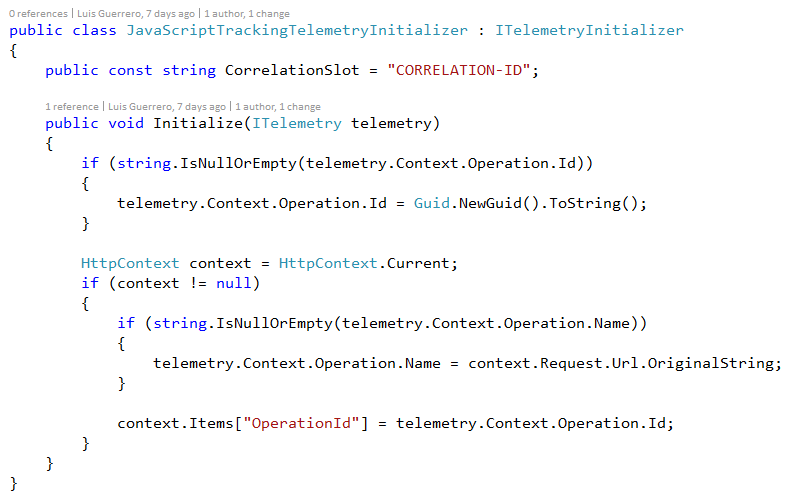 0 references | Luis Guerrero, 7 days ago | 1 author, 1 change
public class JavaScriptTrackingTelemetryInitializer : ITelemetryInitializer
{
    public const string CorrelationSlot = "CORRELATION-ID";

    1 reference | Luis Guerrero, 7 days ago | 1 author, 1 change
    public void Initialize(ITelemetry telemetry)
    {
        if (string.IsNullOrEmpty(telemetry.Context.Operation.Id))
        {
            telemetry.Context.Operation.Id = Guid.NewGuid().ToString();
        }

        HttpContext context = HttpContext.Current;
        if (context != null)
        {
            if (string.IsNullOrEmpty(telemetry.Context.Operation.Name))
            {
                telemetry.Context.Operation.Name = context.Request.Url.OriginalString;
            }

            context.Items["OperationId"] = telemetry.Context.Operation.Id;
        }
    }
}